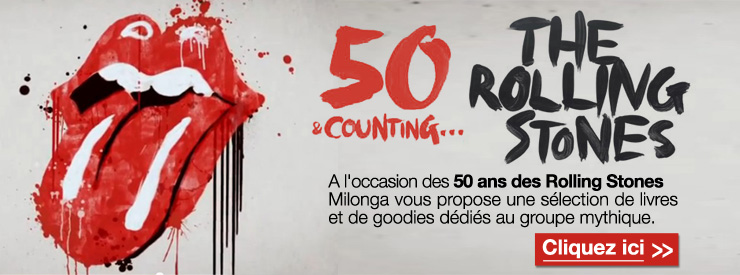 50
& COUNTING...
THE
ROLLING
STONES
A l'occasion des 50 ans des Rolling Stones
Milonga vous propose une sélection de livres
et de goodies dédiés au groupe mythique.
Cliquez ici >>